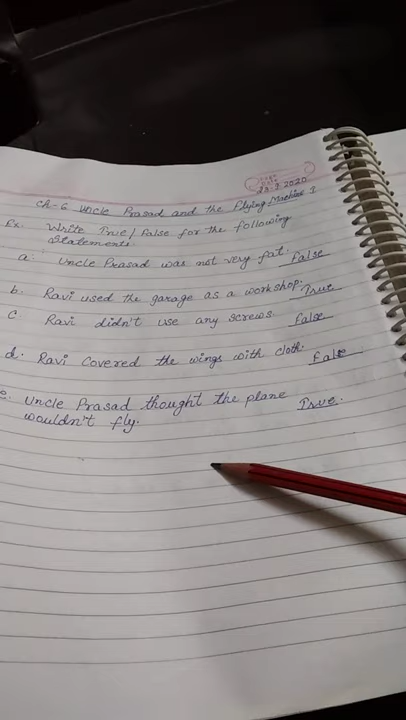 Ch-6 Uncle Prasad and the Flying Machine 1
Ex. Write True/False for the following
Statements.
a. Uncle Prasad was not very fat. False
b. Ravi used the garage as a workshop. True
c Ravi didn't use any screws. False
d. Ravi Covered the wings with cloth. False
e. Uncle Prasad thought the plane True.
wouldn't fly.